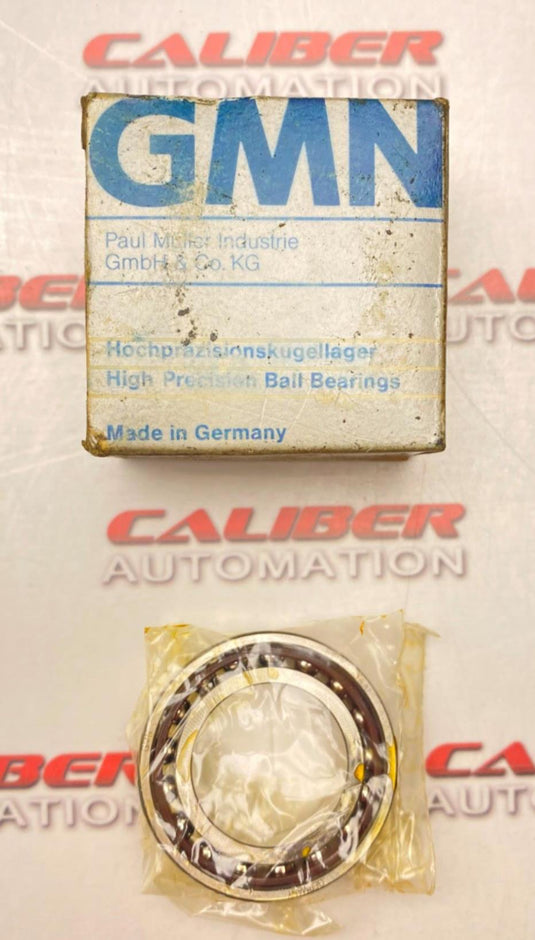 CALIBER
AUTOMATION
GMN
Paul Müller Industrie
GmbH & Co. KG
Hochpräzisionskugellager
High Precision Ball Bearings
Made in Germany
CALIBER
AUTOMATION
CALIBER
AUTOMATION